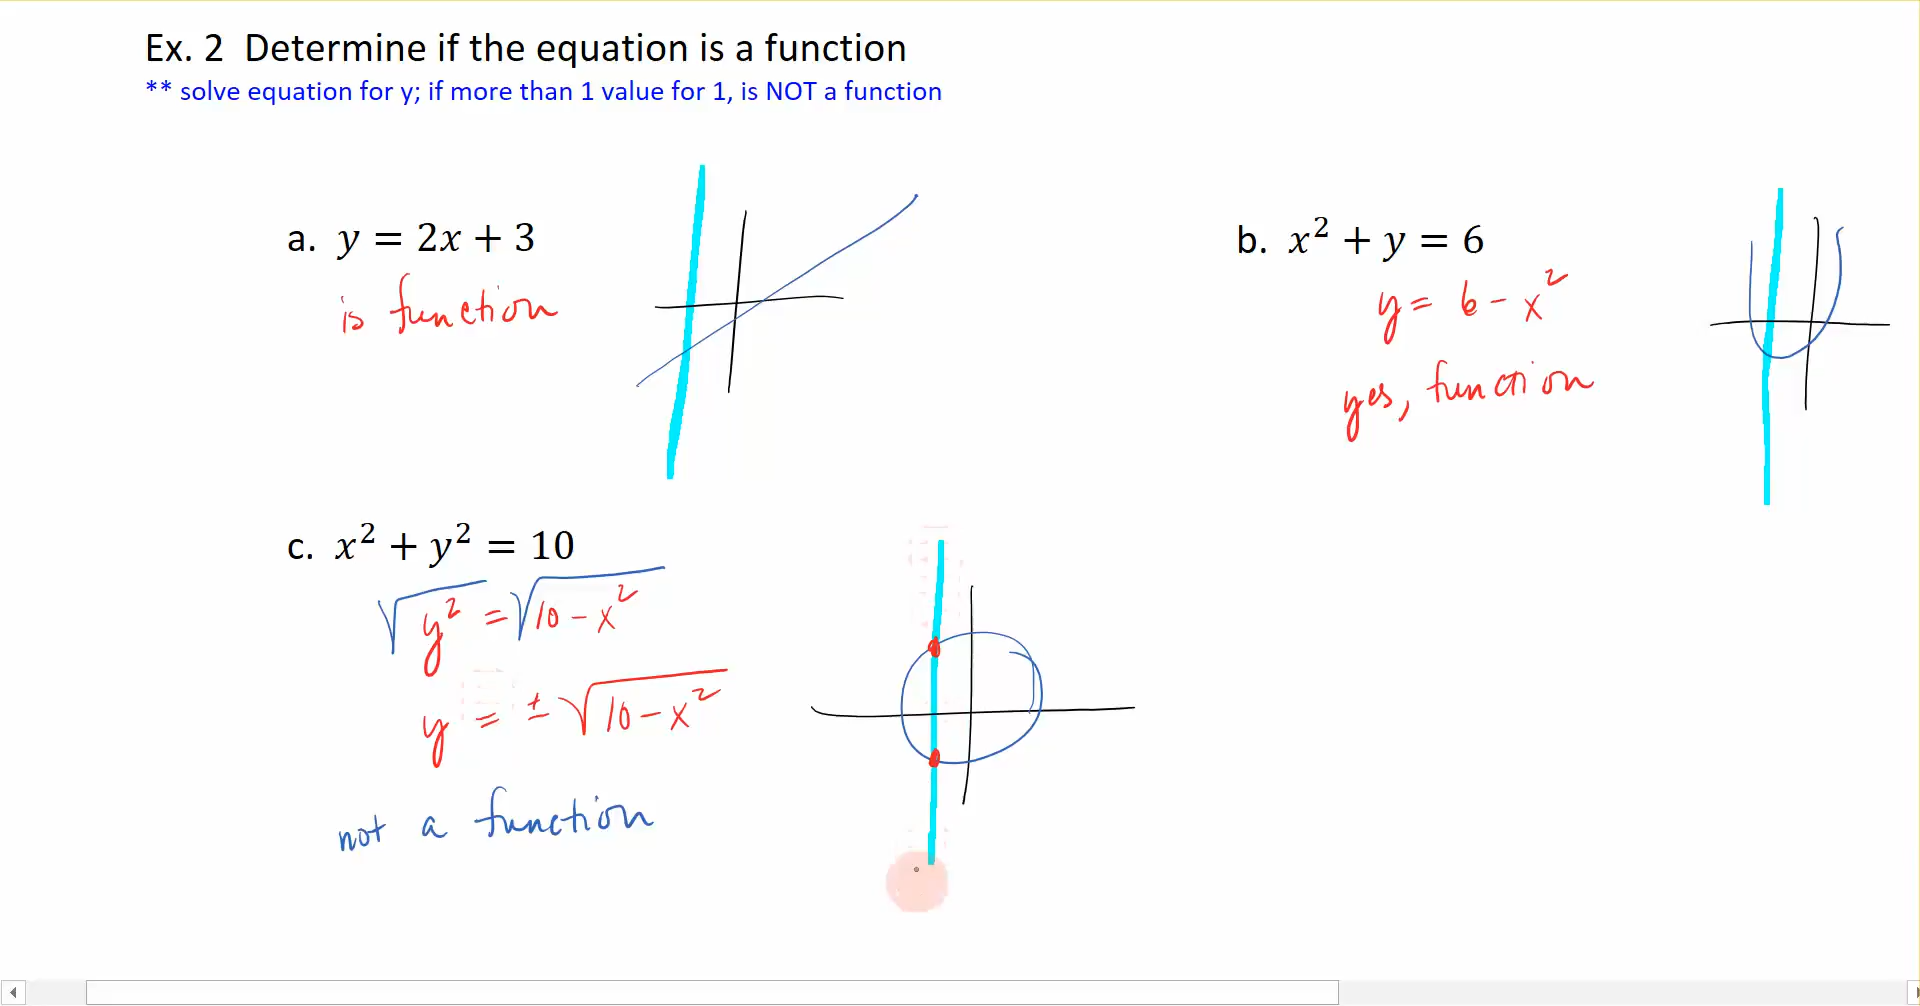 Ex. 2 Determine if the equation is a function
** solve equation for y; if more than 1 value for 1, is NOT a function
a. y = 2x + 3
is function
b. x² + y = 6
y = 6 - x²
yes, function
c. x² + y² = 10
√y² = √10 - x²
y = ± √10 - x²
not a function